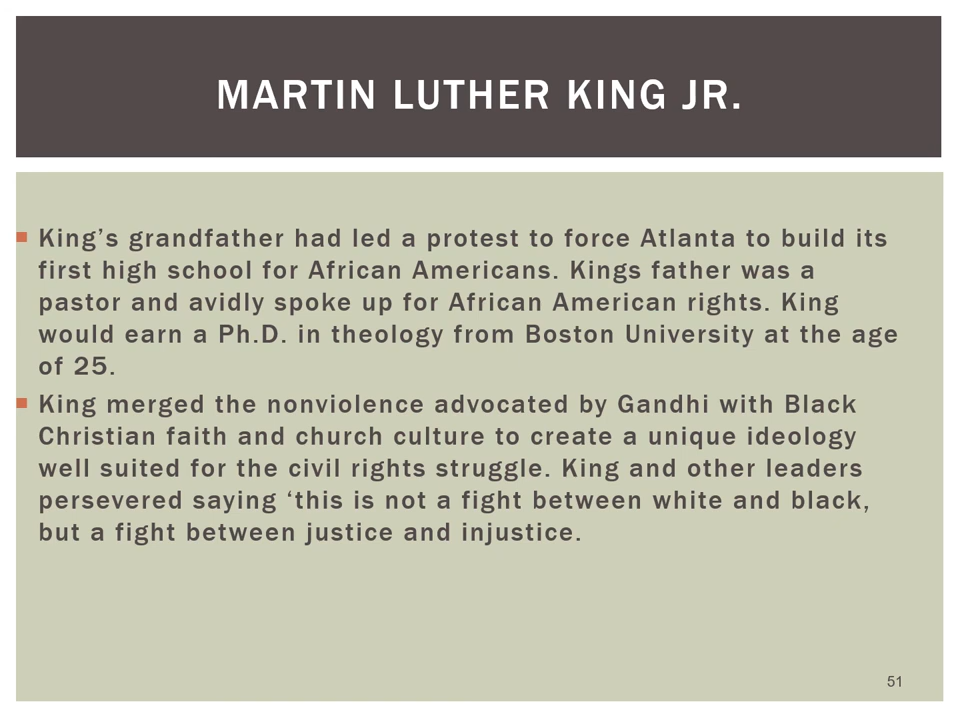 MARTIN LUTHER KING JR.
King’s grandfather had led a protest to force Atlanta to build its
first high school for African Americans. Kings father was a
pastor and avidly spoke up for African American rights. King
would earn a Ph.D. in theology from Boston University at the age
of 25.
King merged the nonviolence advocated by Gandhi with Black
Christian faith and church culture to create a unique ideology
well suited for the civil rights struggle. King and other leaders
persevered saying ‘this is not a fight between white and black,
but a fight between justice and injustice.
51